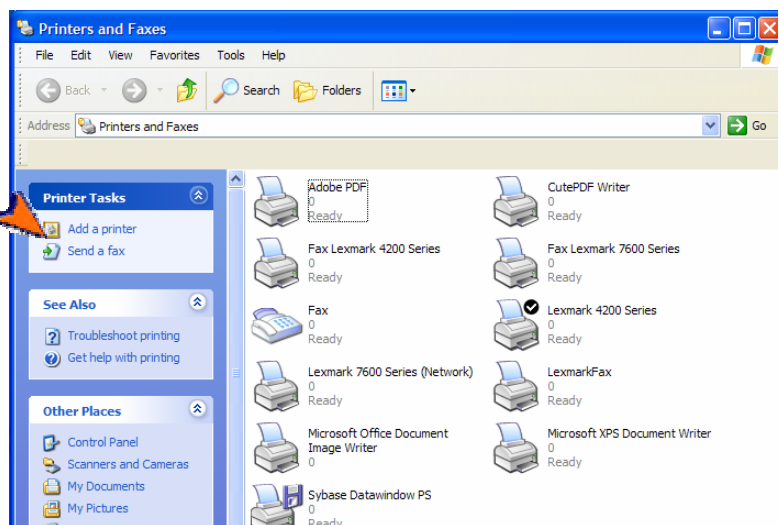 Printers and Faxes
File Edit View Favorites Tools Help
Back Search Folders
Address Printers and Faxes Go
Printer Tasks
Add a printer
Send a fax
See Also
Troubleshoot printing
Get help with printing
Other Places
Control Panel
Scanners and Cameras
My Documents
My Pictures
Adobe PDF
0
Ready
CutePDF Writer
0
Ready
Fax Lexmark 4200 Series
0
Ready
Fax Lexmark 7600 Series
0
Ready
Fax
0
Ready
Lexmark 4200 Series
0
Ready
Lexmark 7600 Series (Network)
0
Ready
LexmarkFax
0
Ready
Microsoft Office Document
Image Writer
0
Microsoft XPS Document Writer
0
Ready
Sybase Datawindow PS
0
Ready